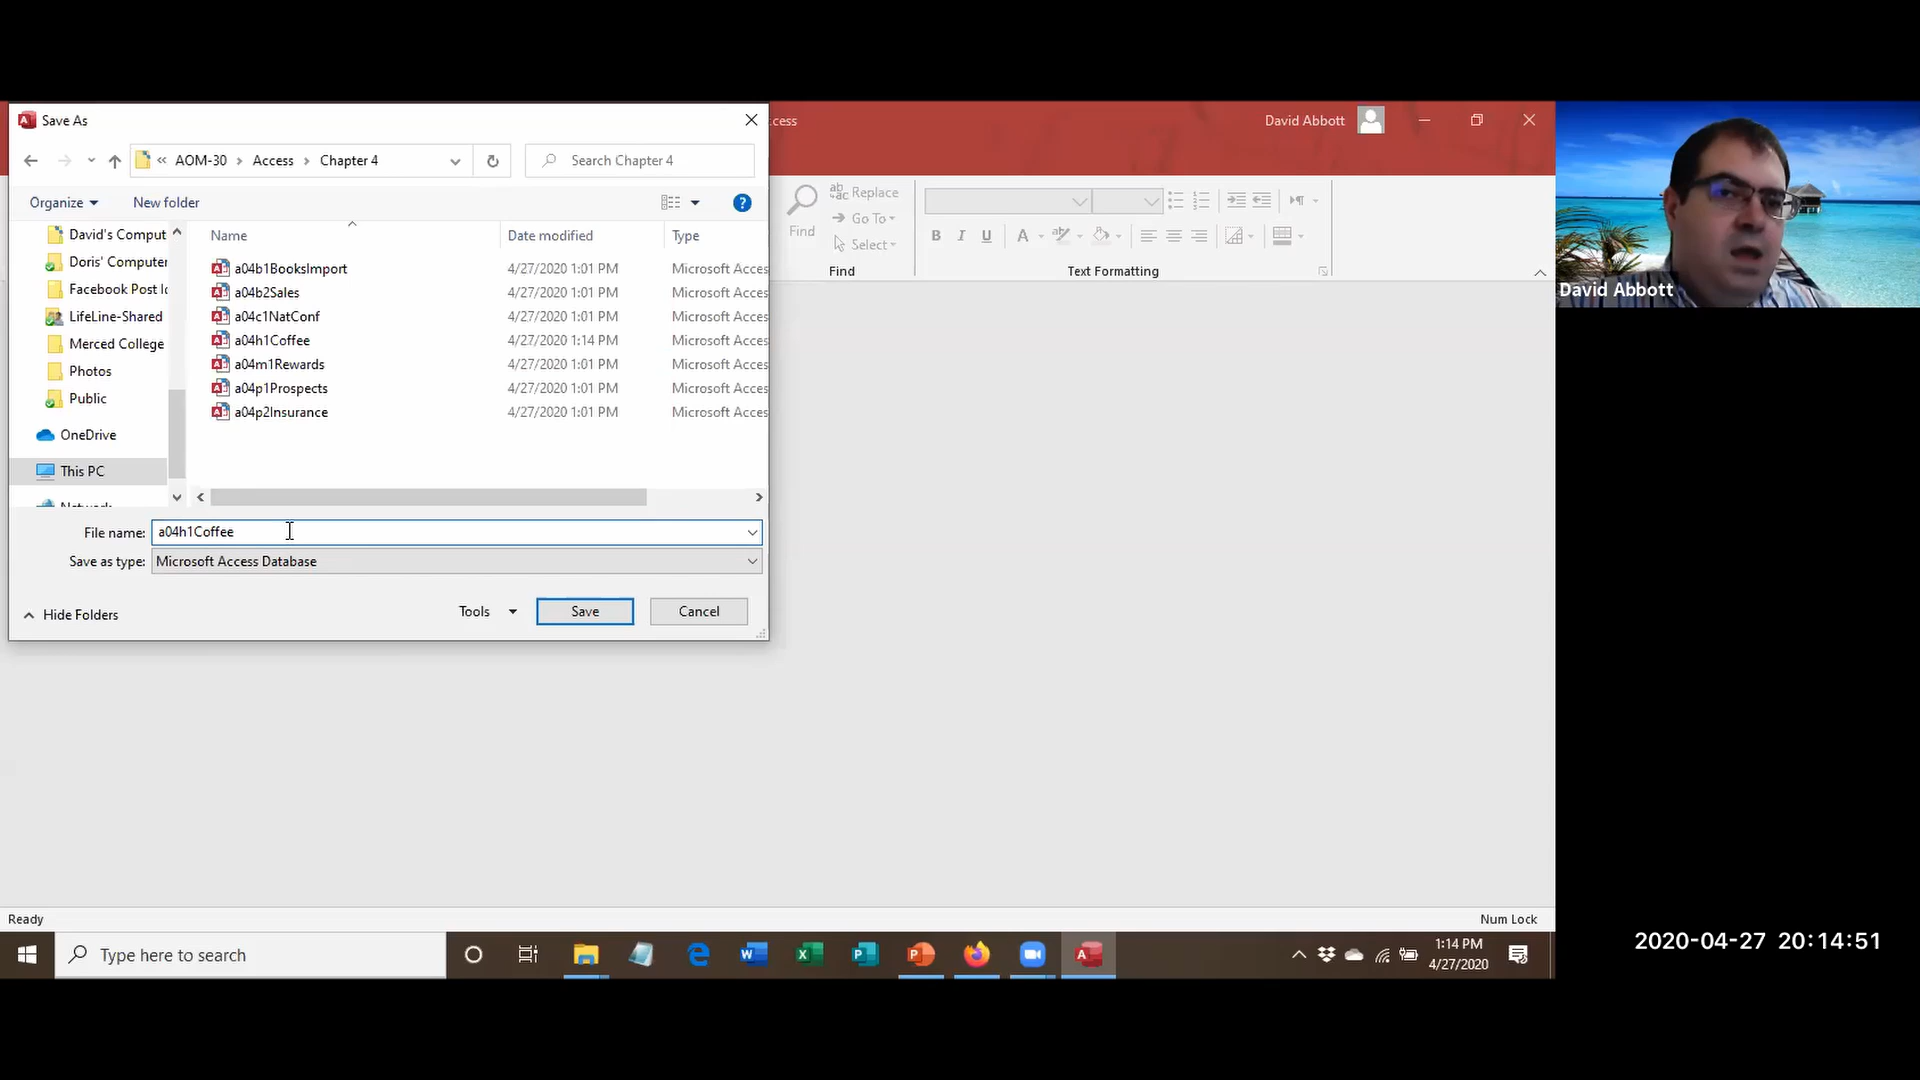 Save As
cess
David Abbott
AOM-30
Access
Chapter 4
Search Chapter 4
Organize
New folder
Name
Date modified
Type
David's Comput
Doris' Computer
Facebook Post
LifeLine-Shared
Merced College
Photos
Public
OneDrive
This PC
a04b1BooksImport 4/27/2020 1:01 PM Microsoft Acces
a04b2Sales 4/27/2020 1:01 PM Microsoft Acces
a04c1NatConf 4/27/2020 1:01 PM Microsoft Acces
a04h1Coffee 4/27/2020 1:14 PM Microsoft Acces
a04m1Rewards 4/27/2020 1:01 PM Microsoft Acces
a04p1Prospects 4/27/2020 1:01 PM Microsoft Acces
a04p2Insurance 4/27/2020 1:01 PM Microsoft Acces
File name: a04h1Coffee
Save as type: Microsoft Access Database
Hide Folders
Tools
Save
Cancel
Replace
Go To
Select
Find
Find
B I U A
Text Formatting
David Abbott
Ready
Num Lock
Type here to search
1:14 PM
4/27/2020
2020-04-27 20:14:51